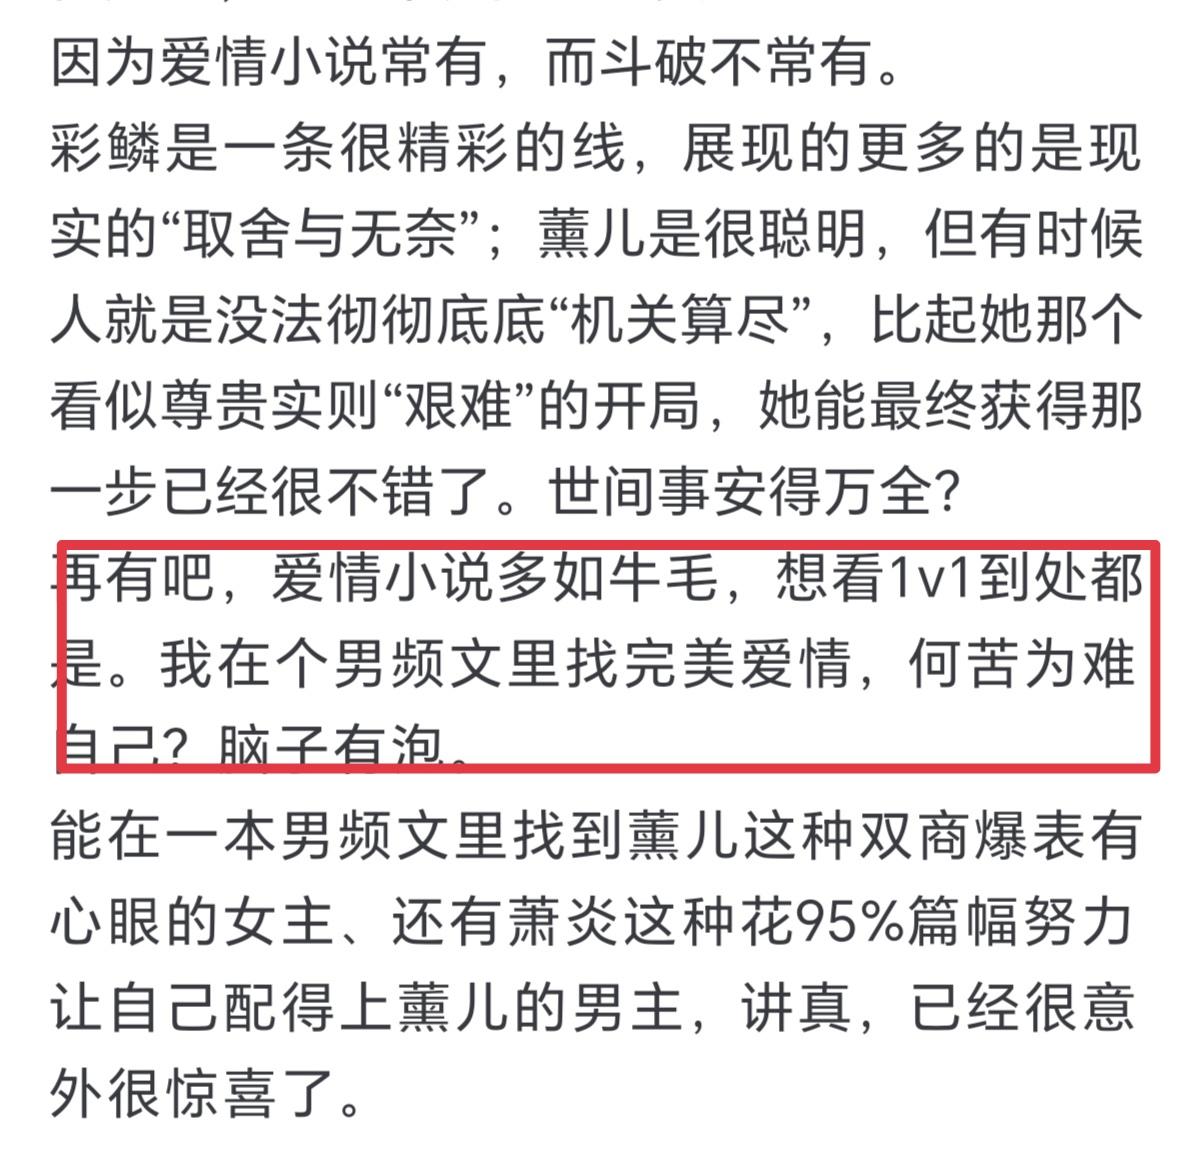 因为爱情小说常有，而斗破不常有。
彩鳞是一条很精彩的线，展现的更多的是现
实的“取舍与无奈”；薰儿是很聪明，但有时候
人就是没法彻彻底底“机关算尽”，比起她那个
看似尊贵实则“艰难”的开局，她能最终获得那
一步已经很不错了。世间事安得万全？
再有吧，爱情小说多如牛毛，想看1v1到处都
是。我在个男频文里找完美爱情，何苦为难
自己？脑子有泡。
能在一本男频文里找到薰儿这种双商爆表有
心眼的女主、还有萧炎这种花95%篇幅努力
让自己配得上薰儿的男主，讲真，已经很意
外很惊喜了。